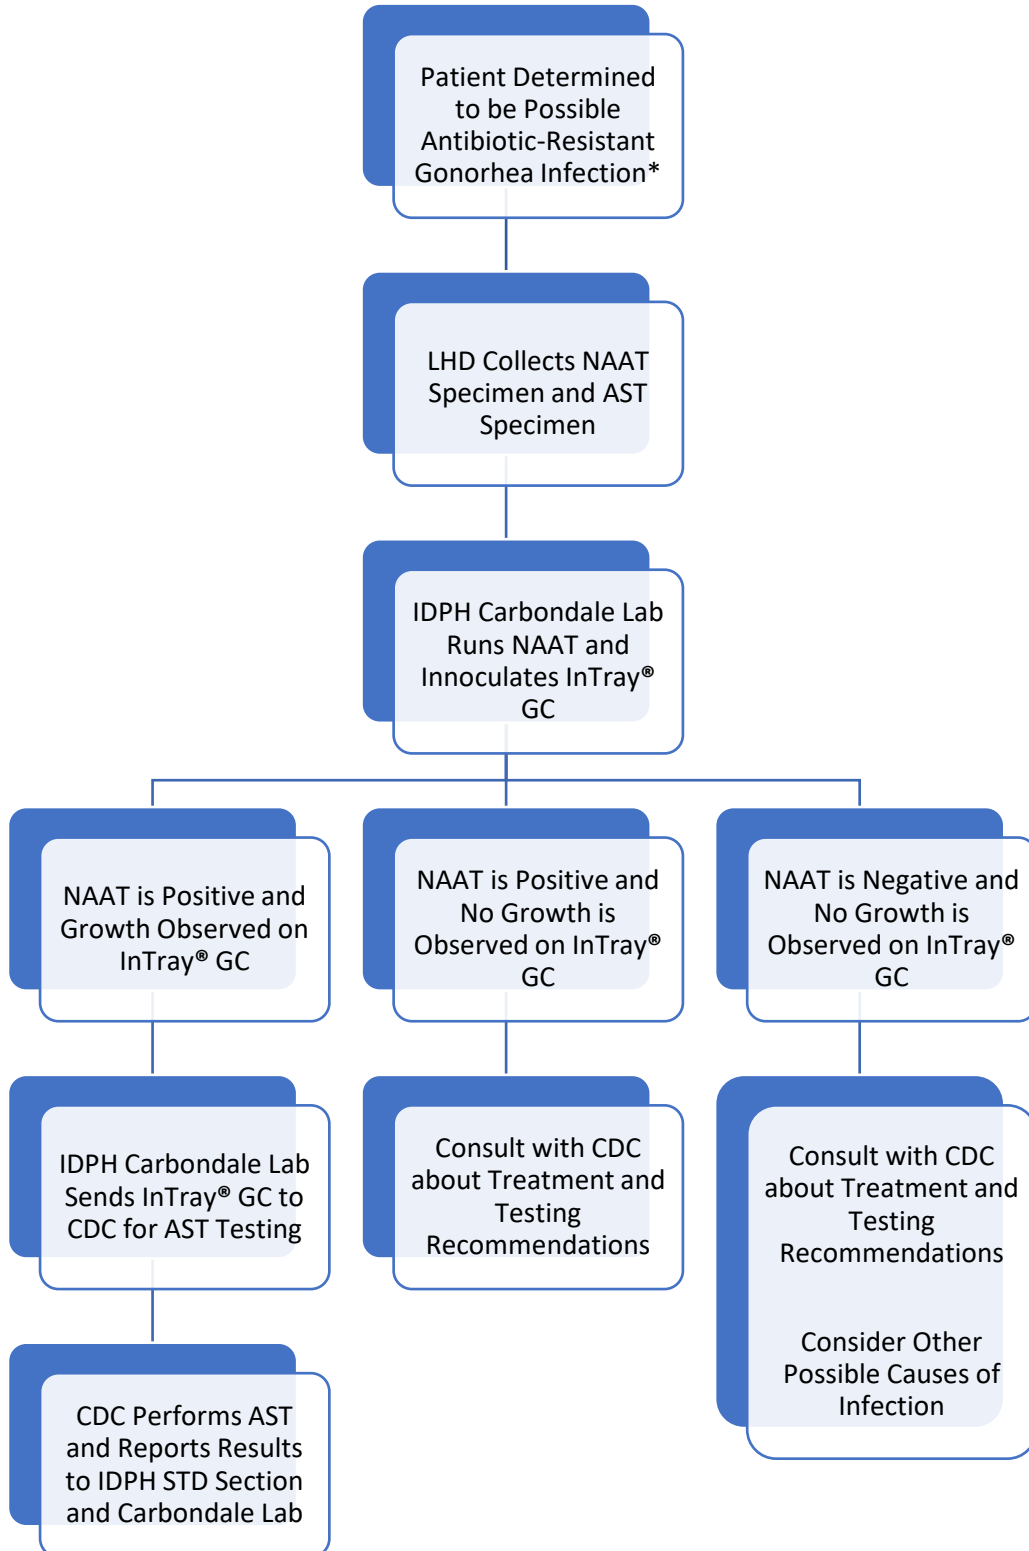 Patient Determined
to be Possible
Antibiotic-Resistant
Gonorhea Infection*
LHD Collects NAAT
Specimen and AST
Specimen
IDPH Carbondale Lab
Runs NAAT and
Innoculates InTray®
GC
NAAT is Positive and
Growth Observed on
InTray® GC
NAAT is Positive and
No Growth is
Observed on InTray®
GC
NAAT is Negative and
No Growth is
Observed on InTray®
GC
IDPH Carbondale Lab
Sends InTray® GC to
CDC for AST Testing
Consult with CDC
about Treatment and
Testing
Recommendations
Consult with CDC
about Treatment and
Testing
Recommendations
Consider Other
Possible Causes of
Infection
CDC Performs AST
and Reports Results
to IDPH STD Section
and Carbondale Lab